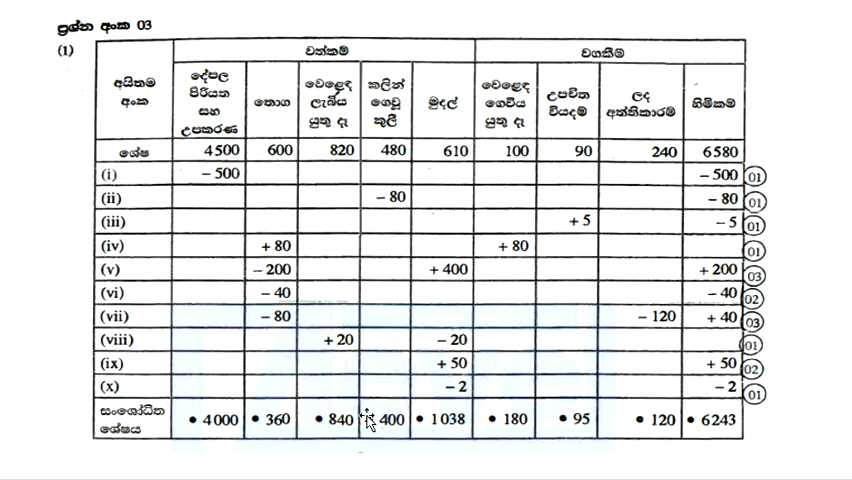 ප්‍රශ්න අංක 03
(1)
අයිතම අංක
වත්කම්
වගකීම්
දේපල පිරියත සහ උපකරණ
තොග
වෙළෙඳ ලැබිය යුතු දෑ
කලින් ගෙවූ කුලී
මුදල්
වෙළෙඳ ගෙවිය යුතු දෑ
උපචිත වියදම්
ලද අත්තිකාරම්
හිමිකම්
ශේෂ 4500 600 820 480 610 100 90 240 6580
(i) – 500 – 500 01
(ii) – 80 – 80 01
(iii) + 5 – 5 01
(iv) + 80 + 80 01
(v) – 200 + 400 + 200 03
(vi) – 40 – 40 02
(vii) – 80 – 120 + 40 03
(viii) + 20 – 20 01
(ix) + 50 + 50 02
(x) – 2 – 2 01
සංශෝධිත ශේෂය • 4000 • 360 • 840 400 • 1038 • 180 • 95 • 120 • 6243